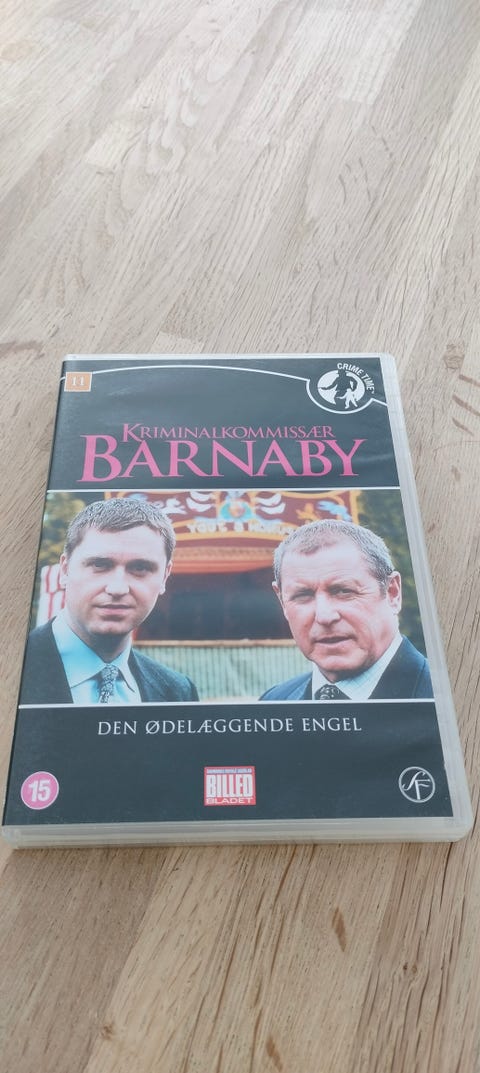 11
CRIME TIME
KRIMINALKOMMISSÆR
BARNABY
DEN ØDELÆGGENDE ENGEL
15
BILLED
BLADET
SF